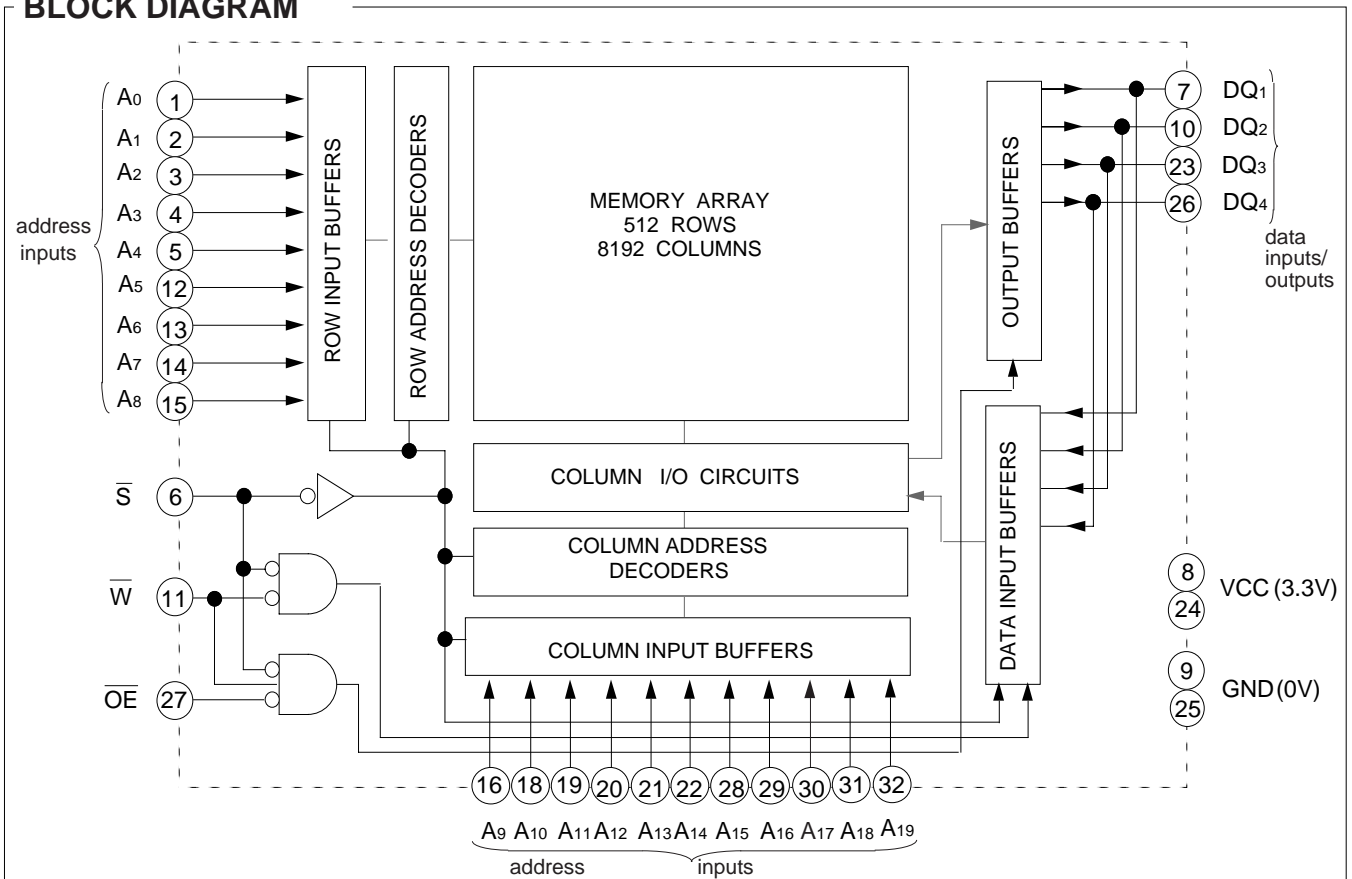 BLOCK DIAGRAM
address
inputs
A0 1
A1 2
A2 3
A3 4
A4 5
A5 12
A6 13
A7 14
A8 15
ROW INPUT BUFFERS
ROW ADDRESS DECODERS
MEMORY ARRAY
512 ROWS
8192 COLUMNS
OUTPUT BUFFERS
7 DQ1
10 DQ2
23 DQ3
26 DQ4
data
inputs/
outputs
S̅ 6
W̅ 11
O̅E̅ 27
COLUMN I/O CIRCUITS
COLUMN ADDRESS
DECODERS
COLUMN INPUT BUFFERS
DATA INPUT BUFFERS
8
24
VCC (3.3V)
9
25
GND (0V)
16 18 19 20 21 22 28 29 30 31 32
A9 A10 A11 A12 A13 A14 A15 A16 A17 A18 A19
address inputs